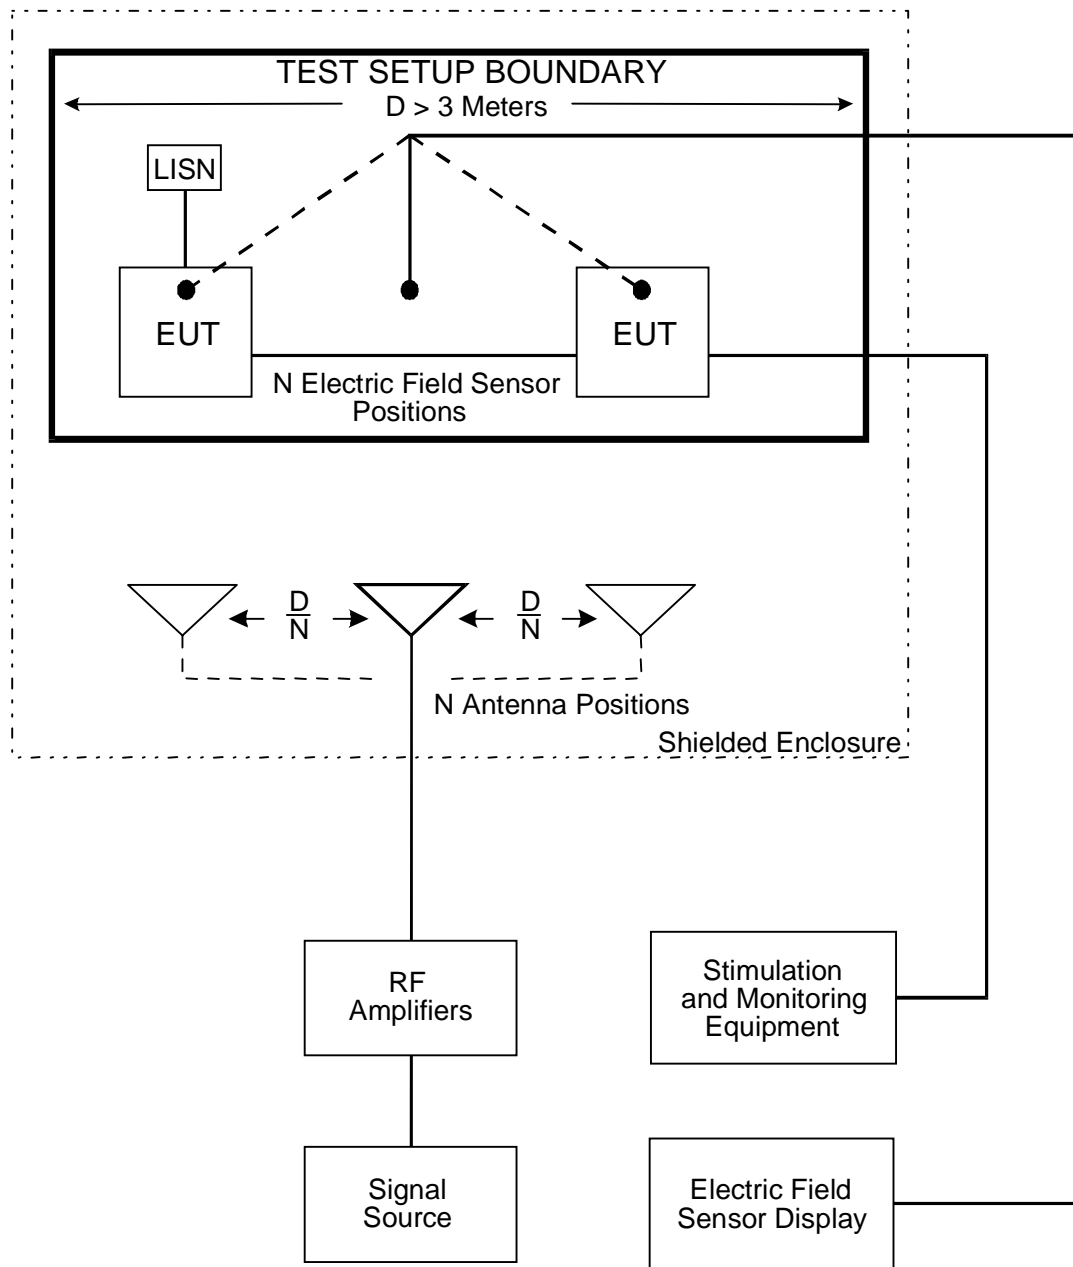 TEST SETUP BOUNDARY
D > 3 Meters
LISN
EUT
EUT
N Electric Field Sensor
Positions
D
N
D
N
N Antenna Positions
Shielded Enclosure
RF
Amplifiers
Stimulation
and Monitoring
Equipment
Signal
Source
Electric Field
Sensor Display